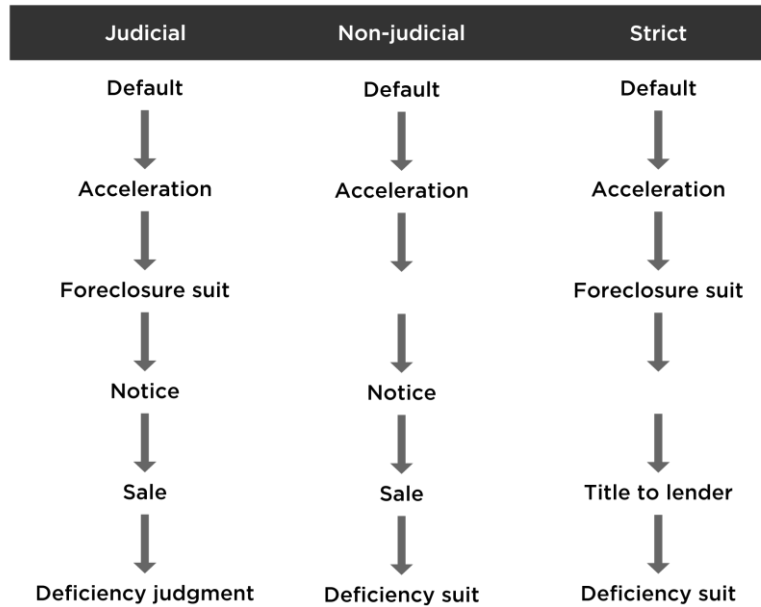 Judicial Non-judicial Strict
Default Default Default
Acceleration Acceleration Acceleration
Foreclosure suit Foreclosure suit
Notice Notice
Sale Sale Title to lender
Deficiency judgment Deficiency suit Deficiency suit